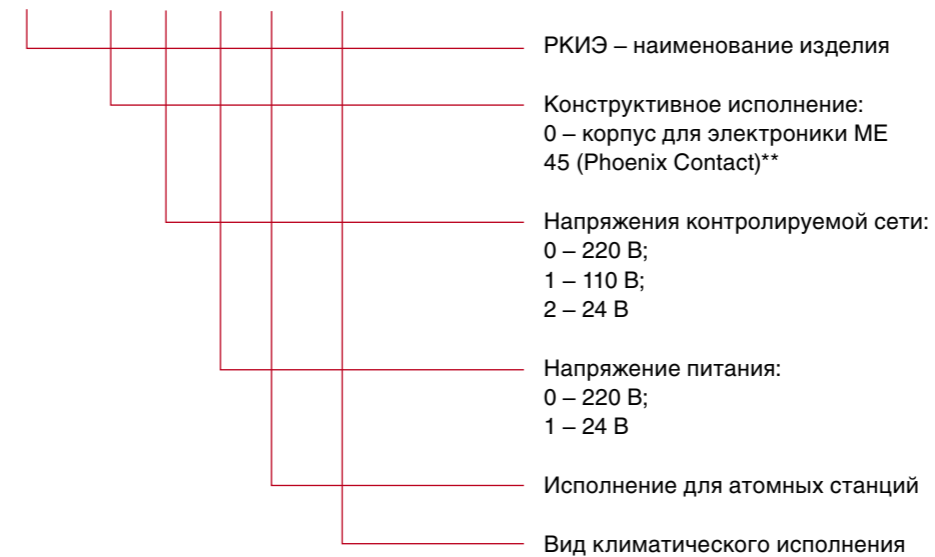 РКИЭ – наименование изделия
Конструктивное исполнение:
0 – корпус для электроники ME
45 (Phoenix Contact)**
Напряжения контролируемой сети:
0 – 220 В;
1 – 110 В;
2 – 24 В
Напряжение питания:
0 – 220 В;
1 – 24 В
Исполнение для атомных станций
Вид климатического исполнения